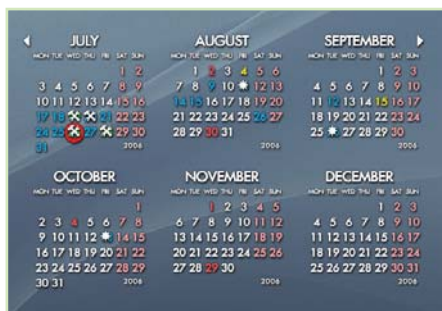 JULY AUGUST SEPTEMBER
MON TUE WED THU FRI SAT SUN MON TUE WED THU FRI SAT SUN MON TUE WED THU FRI SAT SUN
1 2 1 2 3 4 5 6 1 2 3
3 4 5 6 7 8 9 7 8 9 10 12 13 4 5 6 7 8 9 10
10 11 12 13 14 15 16 14 15 16 17 18 19 20 11 12 13 14 15 16 17
17 18 21 22 23 21 22 23 24 25 26 27 18 19 20 21 22 23 24
24 25 27 29 30 28 29 30 31 25 27 28 29 30
31 2006 2006 2006
OCTOBER NOVEMBER DECEMBER
MON TUE WED THU FRI SAT SUN MON TUE WED THU FRI SAT SUN MON TUE WED THU FRI SAT SUN
1 1 2 3 4 5 1 2 3
2 3 4 5 6 7 8 6 7 8 9 10 11 12 4 5 6 7 8 9 10
9 10 11 12 14 15 13 14 15 16 17 18 19 11 12 13 14 15 16 17
16 17 18 19 20 21 22 20 21 22 23 24 25 26 18 19 20 21 22 23 24
23 24 25 26 27 28 29 27 28 29 30 25 26 27 28 29 30 31
30 31 2006 2006 2006